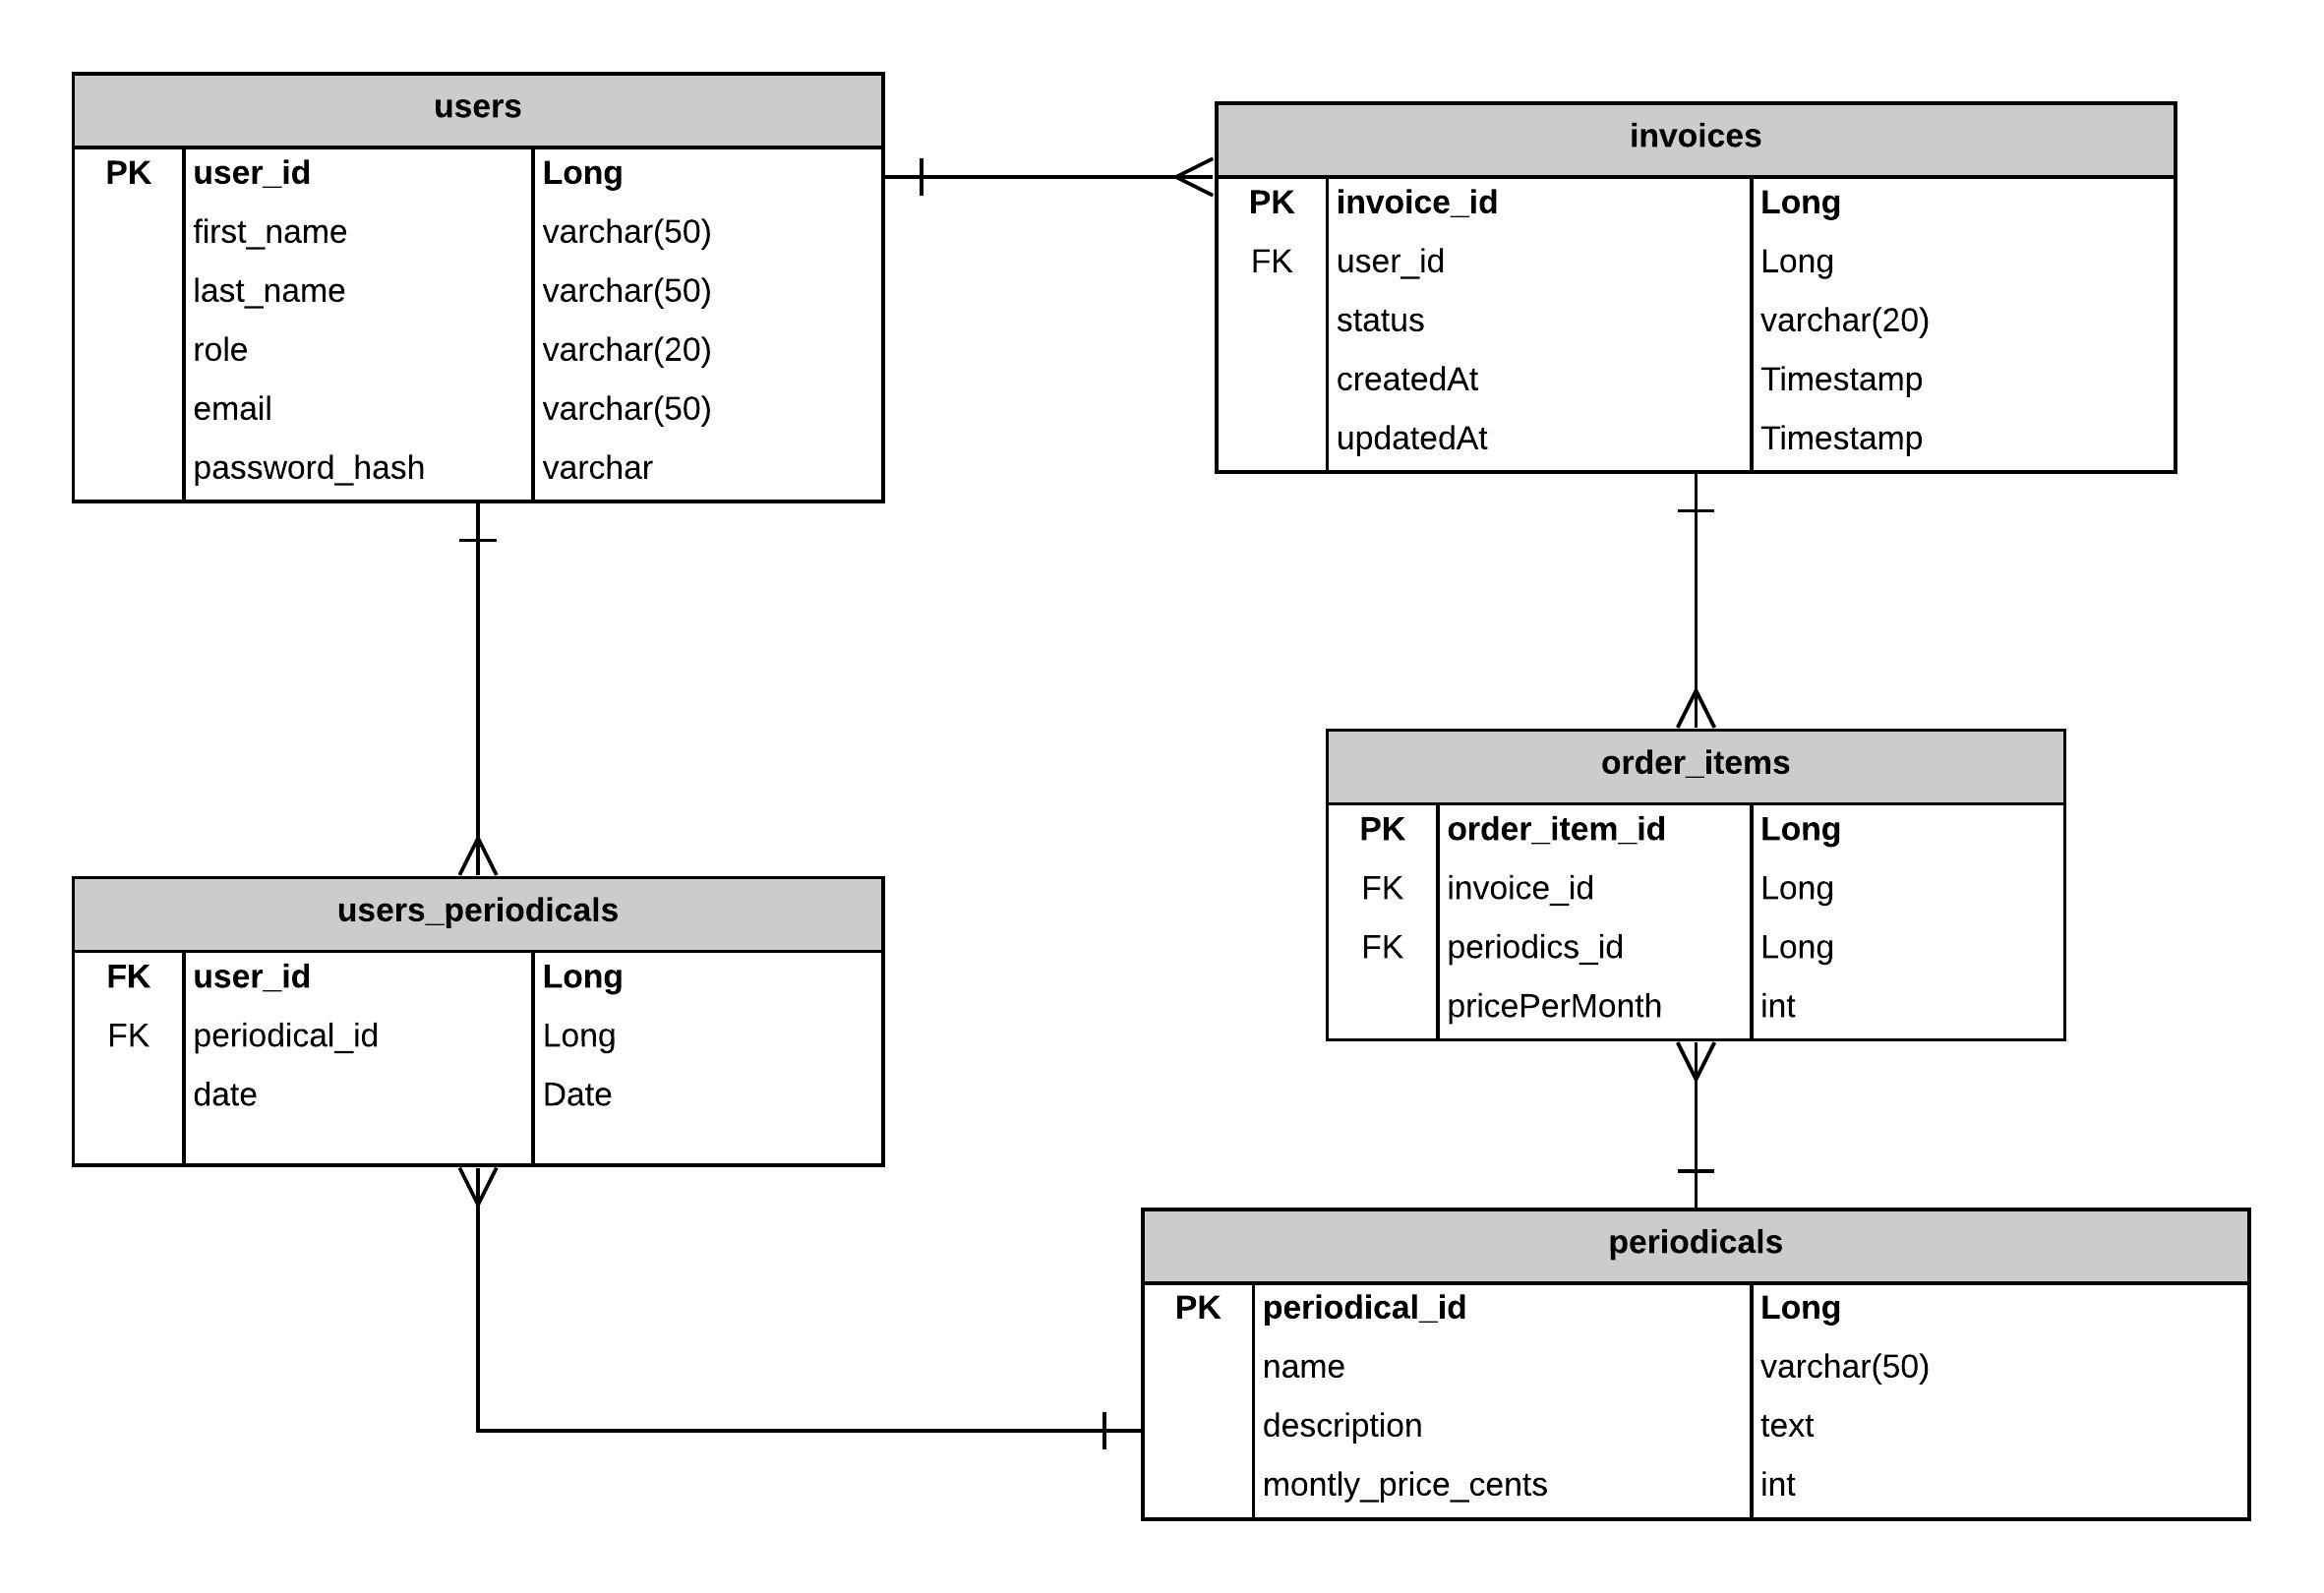 users
PK user_id Long
first_name varchar(50)
last_name varchar(50)
role varchar(20)
email varchar(50)
password_hash varchar
invoices
PK invoice_id Long
FK user_id Long
status varchar(20)
createdAt Timestamp
updatedAt Timestamp
order_items
PK order_item_id Long
FK invoice_id Long
FK periodics_id Long
pricePerMonth int
users_periodicals
FK user_id Long
FK periodical_id Long
date Date
periodicals
PK periodical_id Long
name varchar(50)
description text
montly_price_cents int